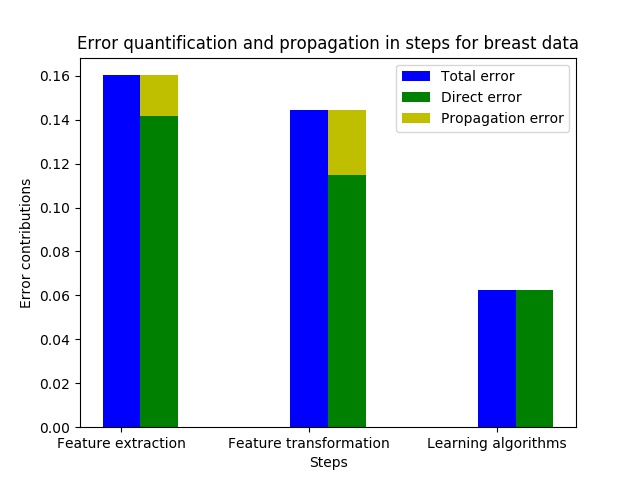 Error quantification and propagation in steps for breast data
Total error
Direct error
Propagation error
0.16
0.14
0.12
0.10
0.08
0.06
0.04
0.02
0.00
Error contributions
Feature extraction
Feature transformation
Learning algorithms
Steps